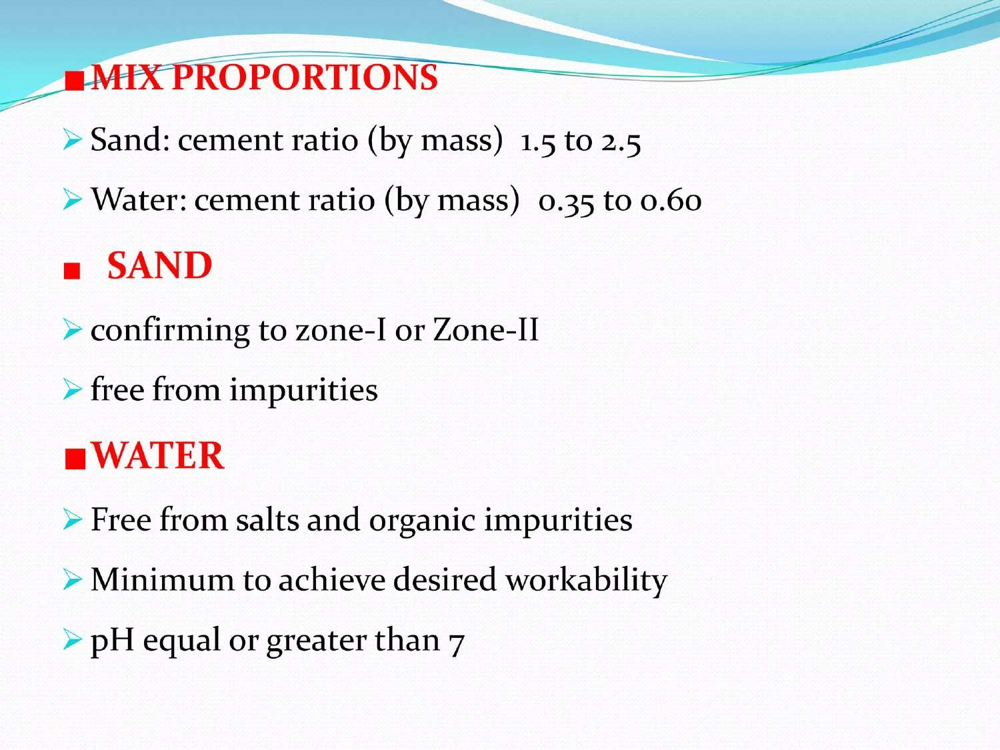 ■MIX PROPORTIONS
➢ Sand: cement ratio (by mass) 1.5 to 2.5
➢ Water: cement ratio (by mass) 0.35 to 0.60
■ SAND
➢ confirming to zone-I or Zone-II
➢ free from impurities
■WATER
➢ Free from salts and organic impurities
➢ Minimum to achieve desired workability
➢ pH equal or greater than 7